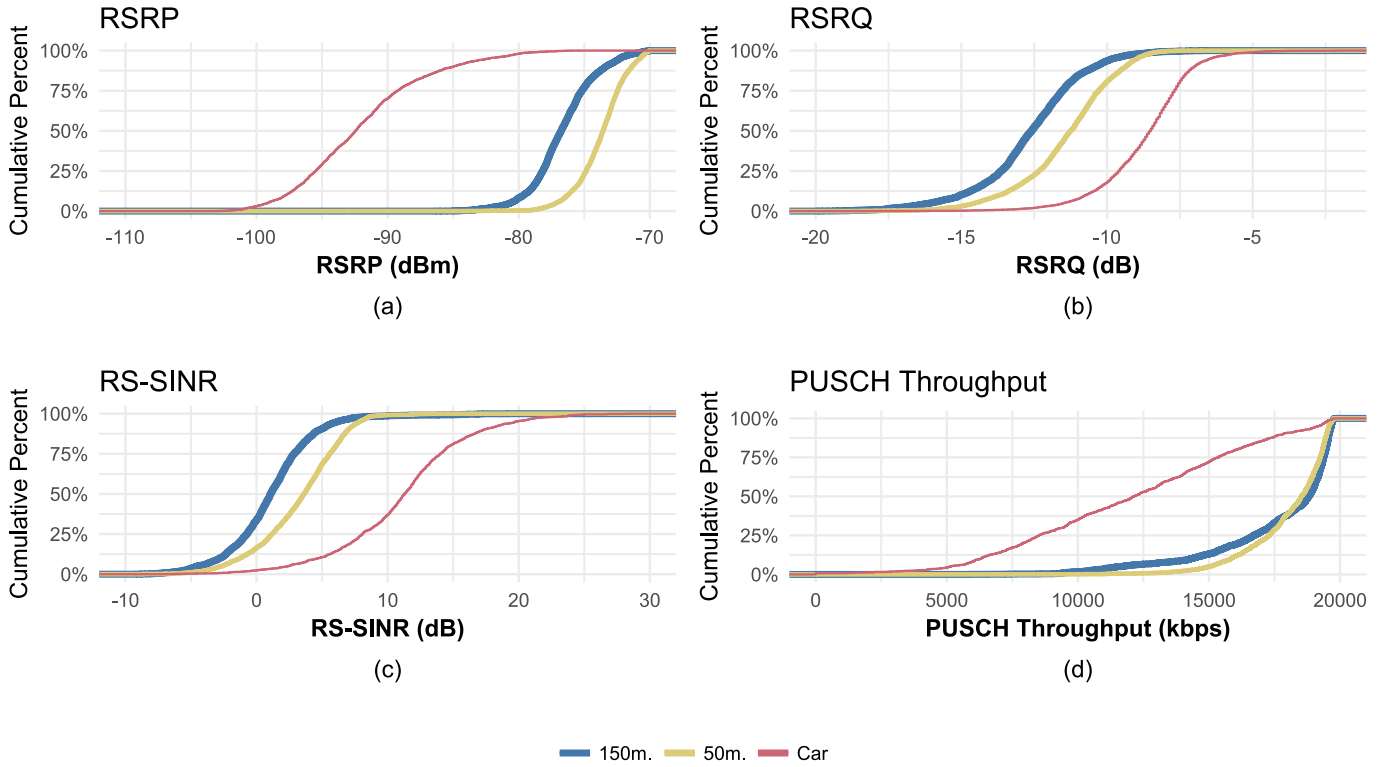 RSRP
Cumulative Percent
100%
75%
50%
25%
0%
-110 -100 -90 -80 -70
RSRP (dBm)
(a)
RSRQ
Cumulative Percent
100%
75%
50%
25%
0%
-20 -15 -10 -5
RSRQ (dB)
(b)
RS-SINR
Cumulative Percent
100%
75%
50%
25%
0%
-10 0 10 20 30
RS-SINR (dB)
(c)
PUSCH Throughput
Cumulative Percent
100%
75%
50%
25%
0%
0 5000 10000 15000 20000
PUSCH Throughput (kbps)
(d)
150m. 50m. Car